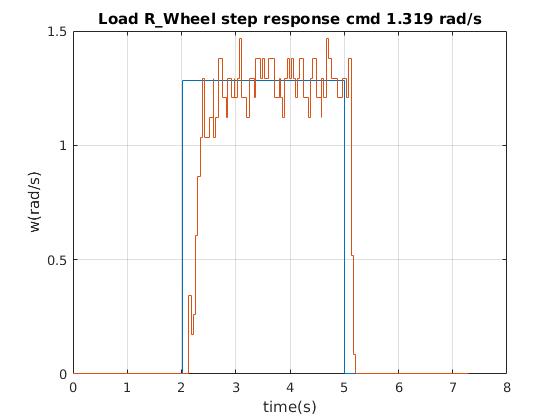 Load R_Wheel step response cmd 1.319 rad/s
1.5
1
0.5
0
w(rad/s)
0 1 2 3 4 5 6 7 8
time(s)